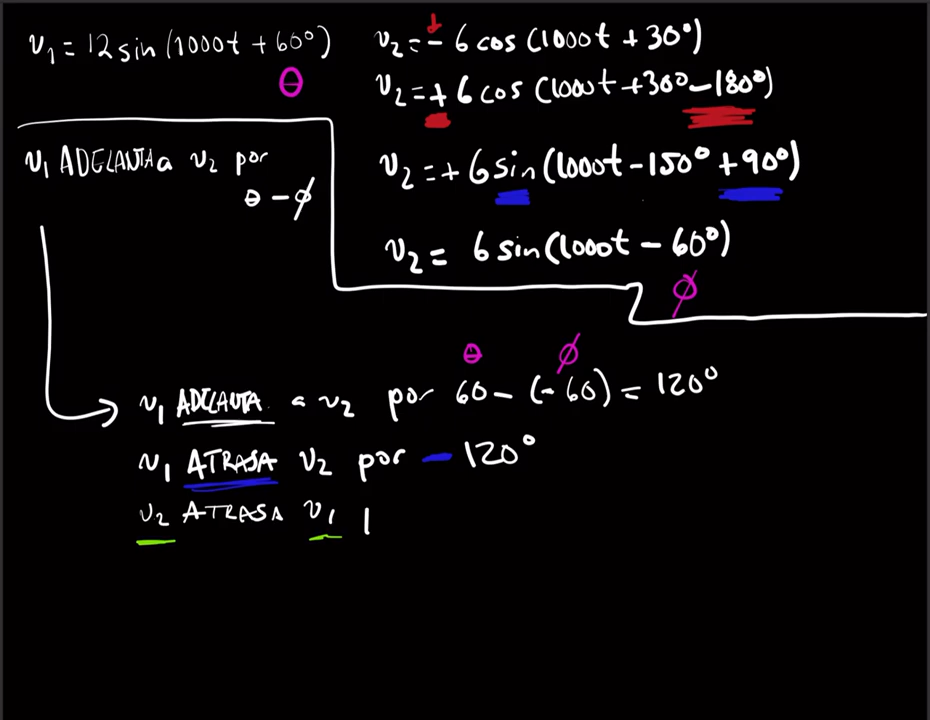 v₁ = 12 sin (1000t + 60°)
θ
v₁ ADELANTA a v₂ por
θ - ϕ
+
v₂ = - 6 cos (1000t + 30°)
v₂ = + 6 cos (1000t + 30° - 180°)
v₂ = + 6 sin (1000t - 150° + 90°)
v₂ = 6 sin (1000t - 60°)
ϕ
θ ϕ
v₁ ADELANTA a v₂ por 60 - (- 60) = 120°
v₁ ATRASA v₂ por - 120°
v₂ ATRASA v₁ |